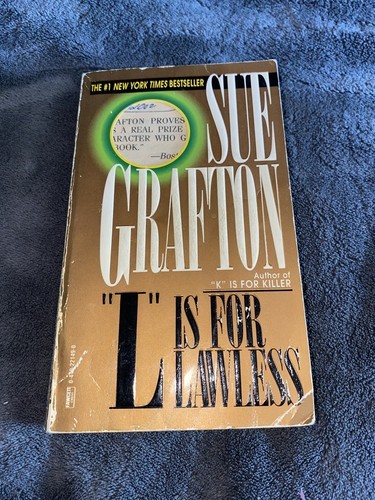 THE #1 NEW YORK TIMES BESTSELLER
SUE
GRAFTON
AFTON PROVES
S A REAL PRIZE
ARACTER WHO G
BOOK."
—Bos
Author of
"K" IS FOR KILLER
"L" IS FOR
LAWLESS
FAWCETT